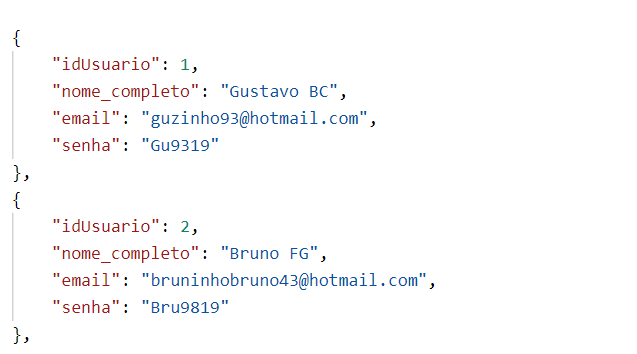 {
"idUsuario": 1,
"nome_completo": "Gustavo BC",
"email": "guzinho93@hotmail.com",
"senha": "Gu9319"
},
{
"idUsuario": 2,
"nome_completo": "Bruno FG",
"email": "bruninhobruno43@hotmail.com",
"senha": "Bru9819"
},